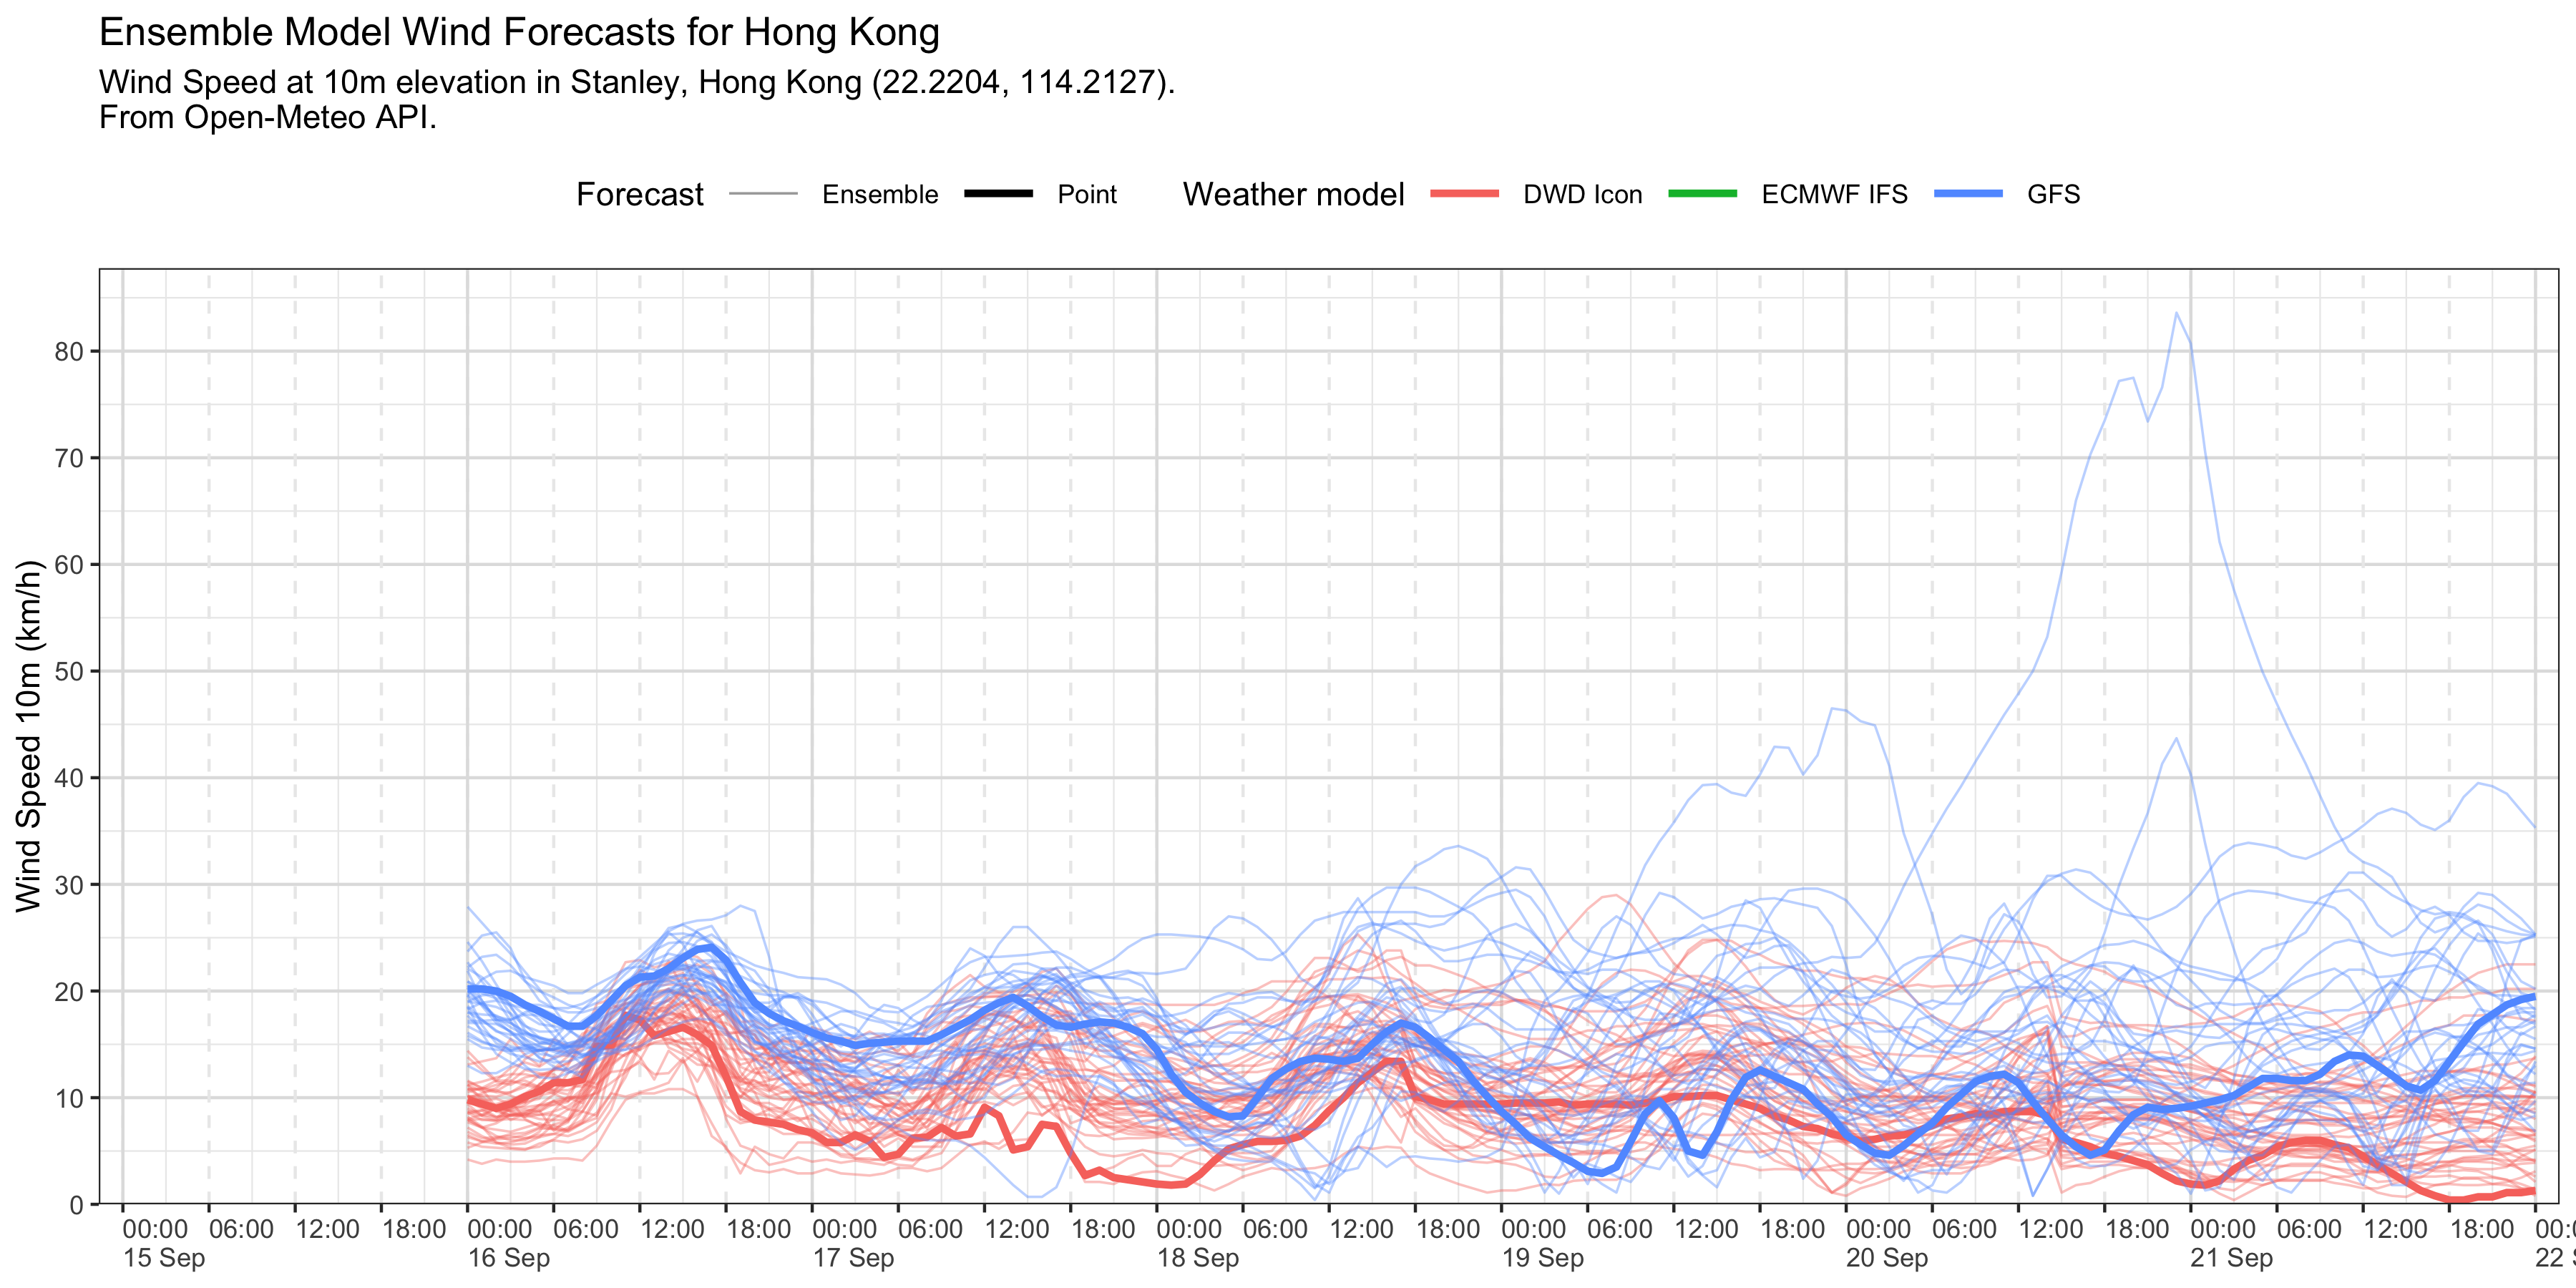 Ensemble Model Wind Forecasts for Hong Kong
Wind Speed at 10m elevation in Stanley, Hong Kong (22.2204, 114.2127).
From Open-Meteo API.
Forecast Ensemble Point Weather model DWD Icon ECMWF IFS GFS
Wind Speed 10m (km/h)
80
70
60
50
40
30
20
10
0
00:00 06:00 12:00 18:00 00:00 06:00 12:00 18:00 00:00 06:00 12:00 18:00 00:00 06:00 12:00 18:00 00:00 06:00 12:00 18:00 00:00 06:00 12:00 18:00 00:00 06:00 12:00 18:00
15 Sep 16 Sep 17 Sep 18 Sep 19 Sep 20 Sep 21 Sep 22